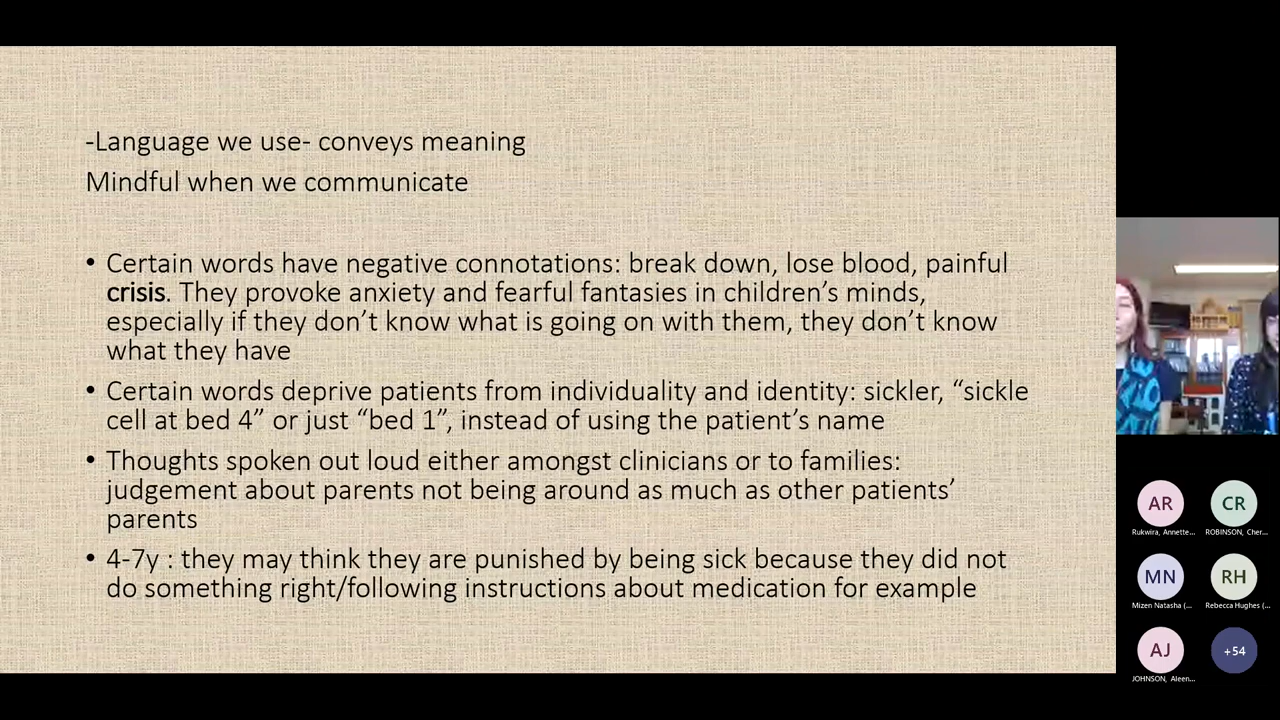 -Language we use- conveys meaning
Mindful when we communicate
• Certain words have negative connotations: break down, lose blood, painful
crisis. They provoke anxiety and fearful fantasies in children’s minds,
especially if they don’t know what is going on with them, they don’t know
what they have
• Certain words deprive patients from individuality and identity: sickler, “sickle
cell at bed 4” or just “bed 1”, instead of using the patient’s name
• Thoughts spoken out loud either amongst clinicians or to families:
judgement about parents not being around as much as other patients’
parents
• 4-7y : they may think they are punished by being sick because they did not
do something right/following instructions about medication for example
AR
CR
Rukwira, Annette...
ROBINSON, Cher...
MN
RH
Mizen Natasha (...
Rebecca Hughes (...
AJ
+54
JOHNSON, Aleen...